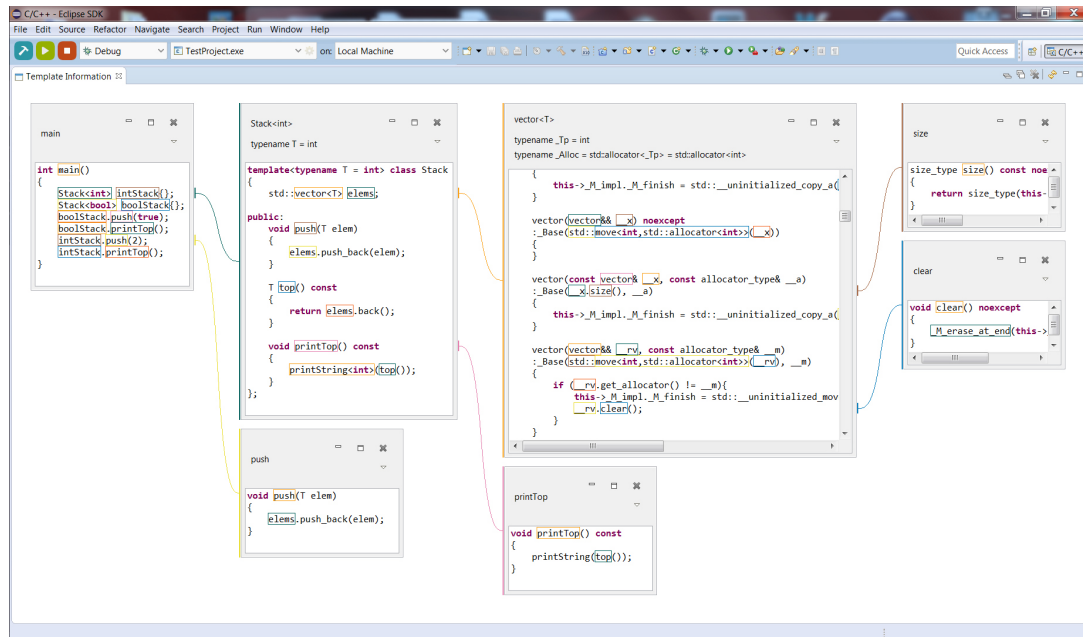 C/C++ - Eclipse SDK
File Edit Source Refactor Navigate Search Project Run Window Help
Debug TestProject.exe on: Local Machine Quick Access C/C++
Template Information
main
int main()
{
Stack<int> intStack{};
Stack<bool> boolStack{};
boolStack.push(true);
boolStack.printTop();
intStack.push(2);
intStack.printTop();
}
Stack<int>
typename T = int
template<typename T = int> class Stack
{
std::vector<T> elems;
public:
void push(T elem)
{
elems.push_back(elem);
}
T top() const
{
return elems.back();
}
void printTop() const
{
printString<int>(top());
}
};
push
void push(T elem)
{
elems.push_back(elem);
}
vector<T>
typename _Tp = int
typename _Alloc = std::allocator<_Tp> = std::allocator<int>
{
this->_M_impl._M_finish = std::__uninitialized_copy_a(
}
vector(vector&& __x) noexcept
:_Base(std::move<int,std::allocator<int>>(__x))
{
}
vector(const vector& __x, const allocator_type& __a)
:_Base(__x.size(), __a)
{
this->_M_impl._M_finish = std::__uninitialized_copy_a(
}
vector(vector&& __rv, const allocator_type& __m)
:_Base(std::move<int,std::allocator<int>>(__rv), __m)
{
if (__rv.get_allocator() != __m){
this->_M_impl._M_finish = std::__uninitialized_mov
__rv.clear();
}
}
printTop
void printTop() const
{
printString(top());
}
size
size_type size() const noe
{
return size_type(this-
}
clear
void clear() noexcept
{
_M_erase_at_end(this->
}